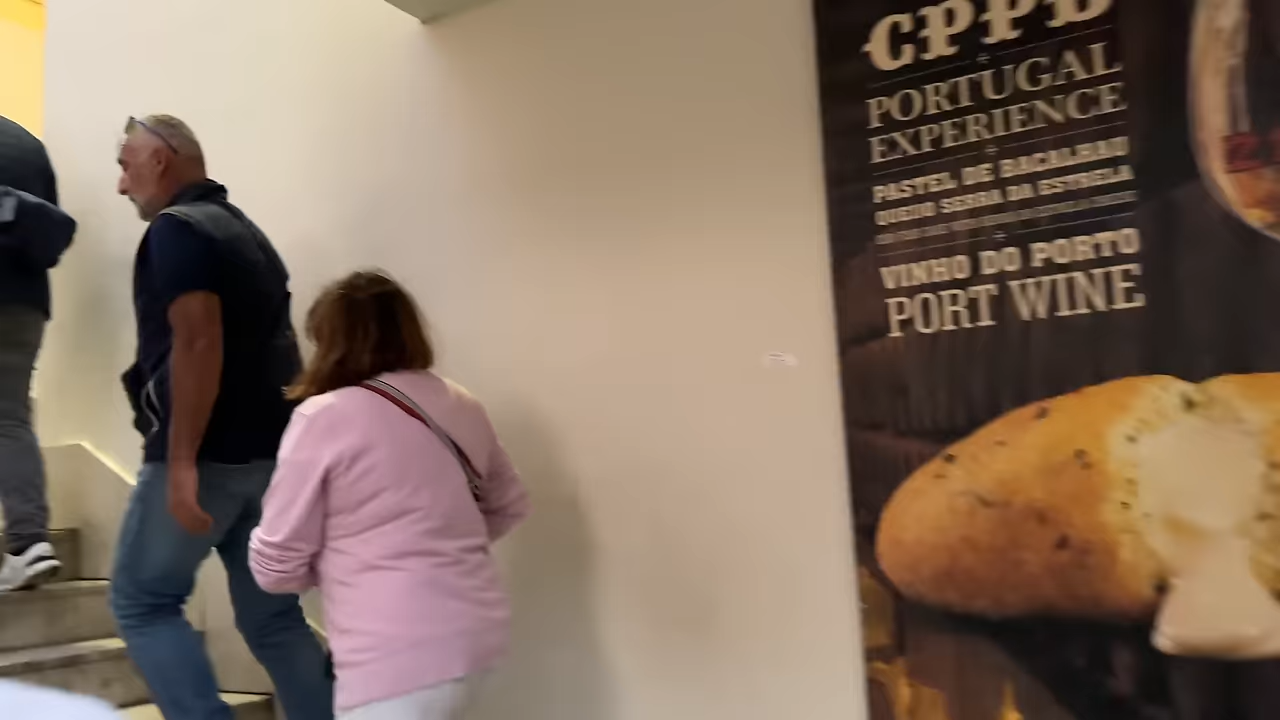 CPPB
PORTUGAL
EXPERIENCE
PASTEL DE BACALHAU
QUEIJO SERRA DA ESTRELA
VINHO DO PORTO
PORT WINE